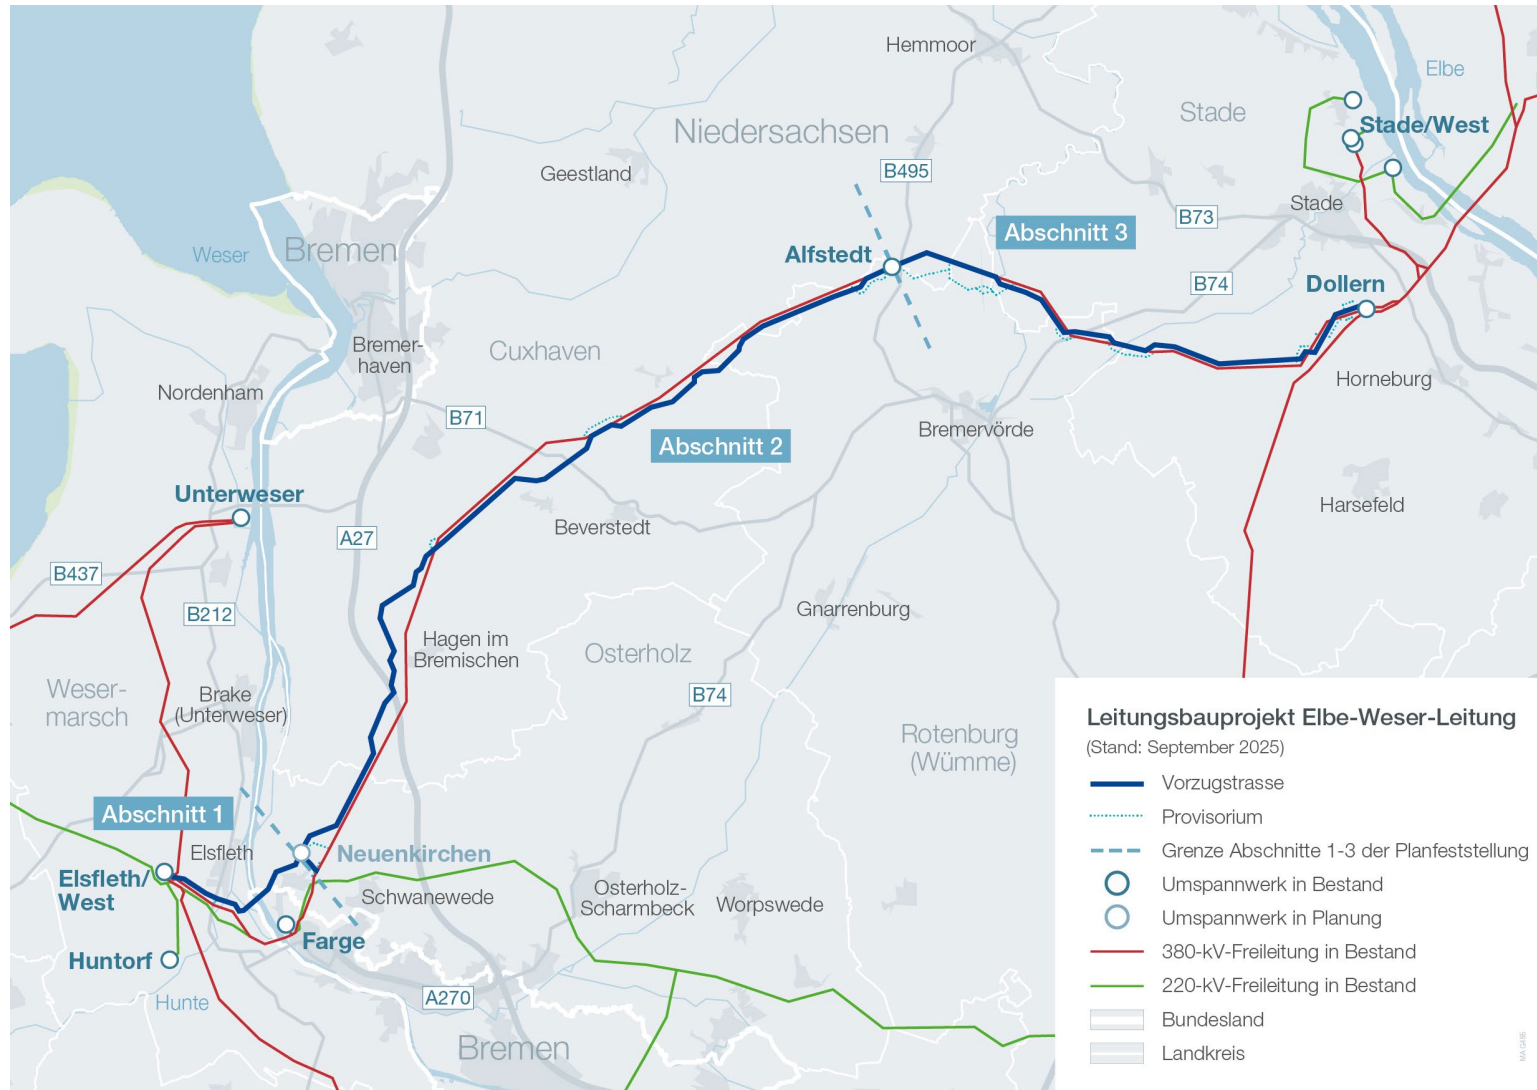 Hemmoor
Elbe
Niedersachsen
Stade
Stade/West
Geestland
B495
Stade
B73
Abschnitt 3
Weser
Bremen
Alfstedt
B74
Dollern
Bremer-
haven
Cuxhaven
Nordenham
Horneburg
B71
Bremervörde
Abschnitt 2
Unterweser
Harsefeld
Beverstedt
A27
B437
B212
Gnarrenburg
Hagen im
Bremischen
Osterholz
Weser-
marsch
Brake
(Unterweser)
B74
Rotenburg
(Wümme)
Abschnitt 1
Elsfleth
Neuenkirchen
Elsfleth/
West
Schwanewede
Osterholz-
Scharmbeck
Worpswede
Farge
Huntorf
A270
Hunte
Bremen
Leitungsbauprojekt Elbe-Weser-Leitung
(Stand: September 2025)
Vorzugstrasse
Provisorium
Grenze Abschnitte 1-3 der Planfeststellung
Umspannwerk in Bestand
Umspannwerk in Planung
380-kV-Freileitung in Bestand
220-kV-Freileitung in Bestand
Bundesland
Landkreis